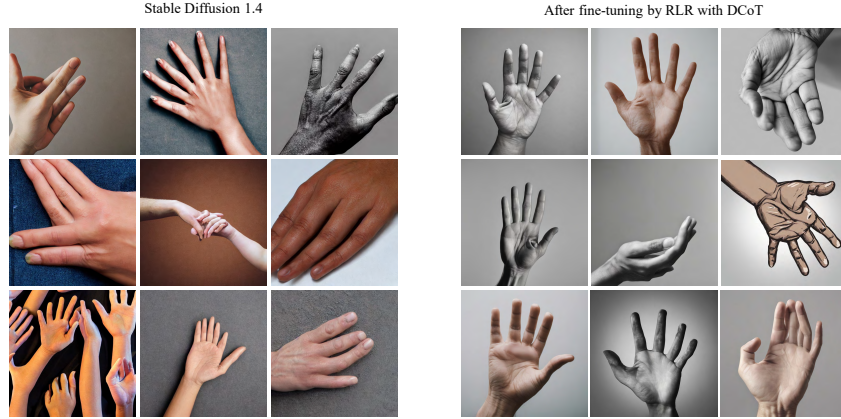 Stable Diffusion 1.4
After fine-tuning by RLR with DCoT